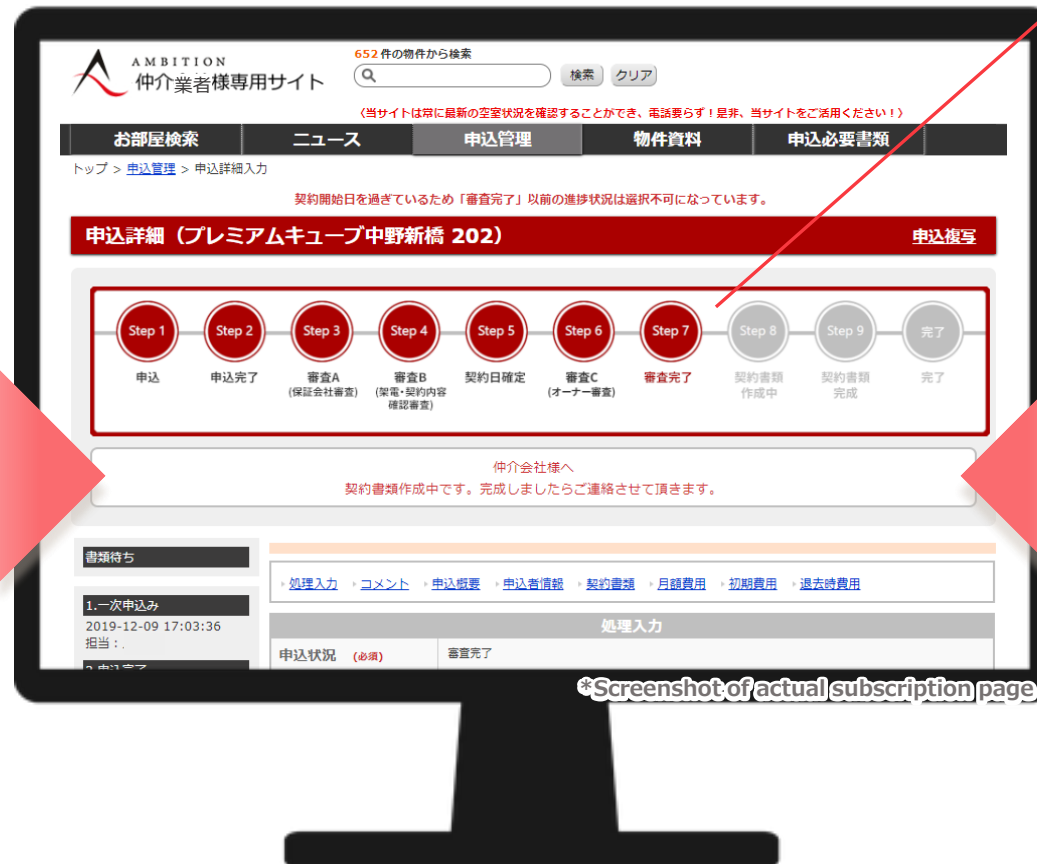 AMBITION
仲介業者様専用サイト
652件の物件から検索
検索
クリア
〈当サイトは常に最新の空室状況を確認することができ、電話要らず！是非、当サイトをご活用ください！〉
お部屋検索 ニュース 申込管理 物件資料 申込必要書類
トップ > 申込管理 > 申込詳細入力
契約開始日を過ぎているため「審査完了」以前の進捗状況は選択不可になっています。
申込詳細（プレミアムキューブ中野新橋 202）
申込複写
Step 1 Step 2 Step 3 Step 4 Step 5 Step 6 Step 7 Step 8 Step 9 完了
申込
申込完了
審査A
(保証会社審査)
審査B
(架電・契約内容
確認審査)
契約日確定
審査C
(オーナー審査)
審査完了
契約書類
作成中
契約書類
完成
完了
仲介会社様へ
契約書類作成中です。完成しましたらご連絡させて頂きます。
書類待ち
処理入力 コメント 申込概要 申込者情報 契約書類 月額費用 初期費用 退去時費用
1.一次申込み
2019-12-09 17:03:36
担当：
処理入力
申込状況 (必須) 審査完了
*Screenshot of actual subscription page